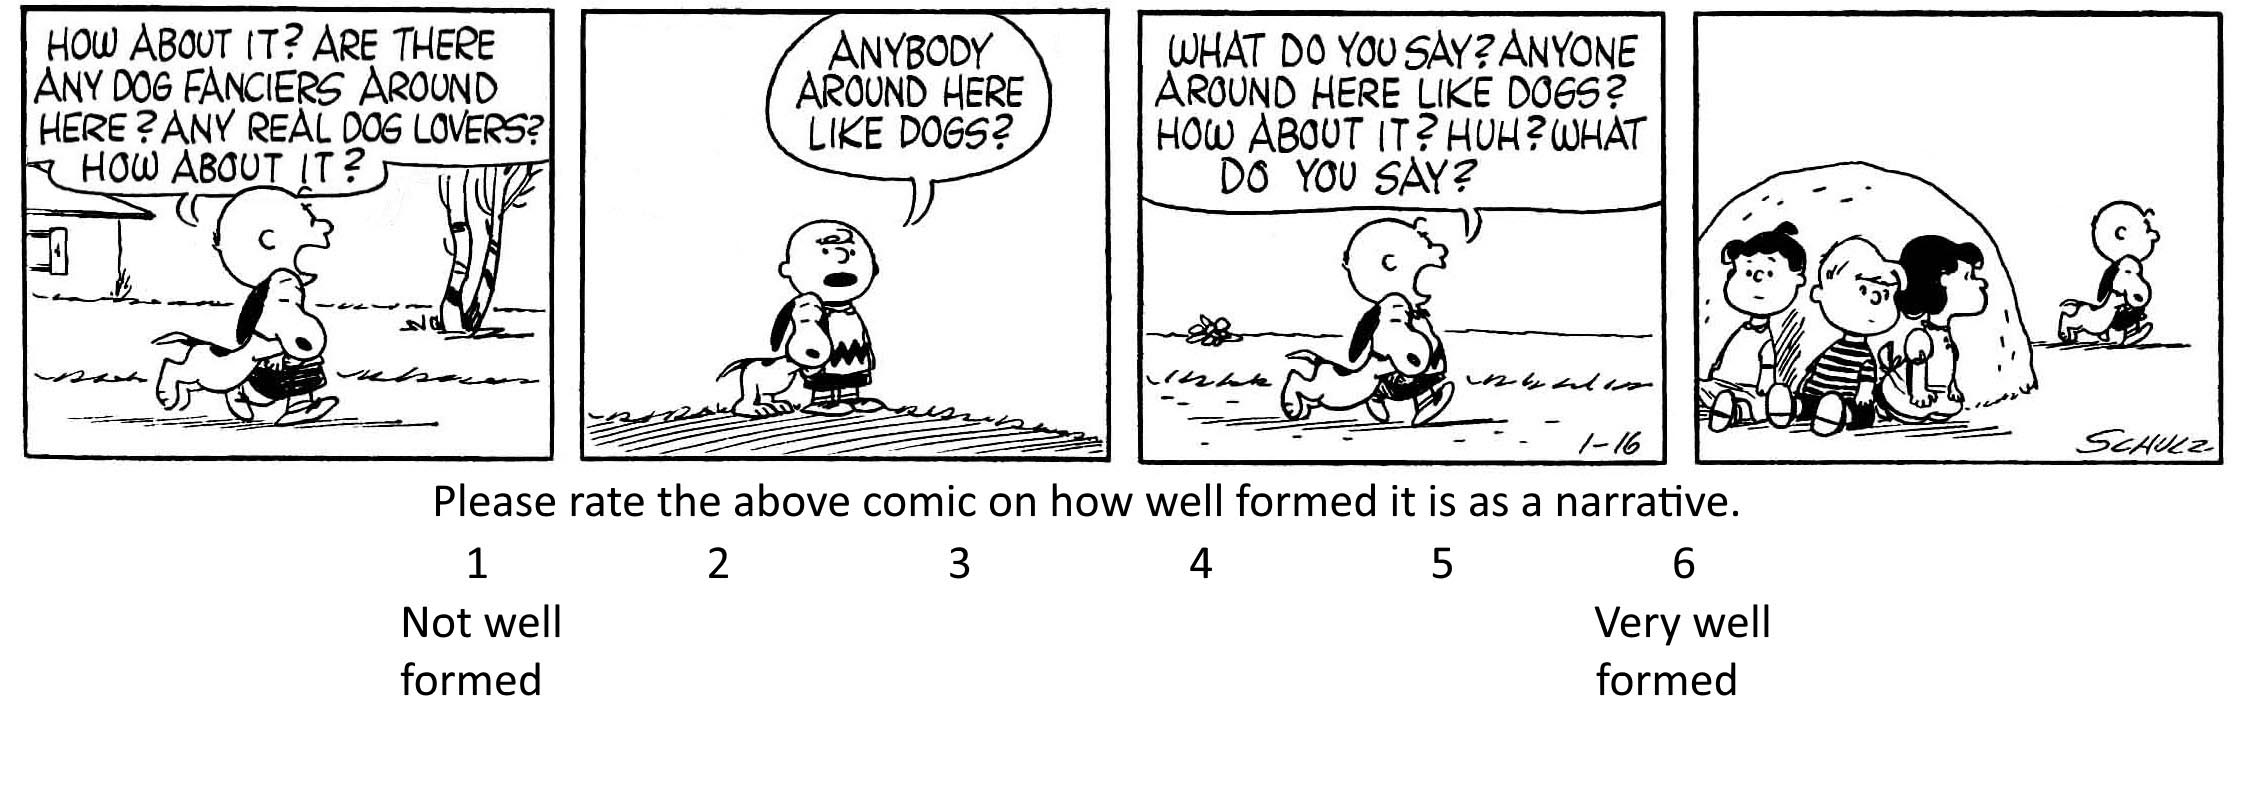 HOW ABOUT IT? ARE THERE
ANY DOG FANCIERS AROUND
HERE? ANY REAL DOG LOVERS?
HOW ABOUT IT?
ANYBODY
AROUND HERE
LIKE DOGS?
WHAT DO YOU SAY? ANYONE
AROUND HERE LIKE DOGS?
HOW ABOUT IT? HUH? WHAT
DO YOU SAY?
1-16
SCHULZ
Please rate the above comic on how well formed it is as a narrative.
1 2 3 4 5 6
Not well
formed
Very well
formed